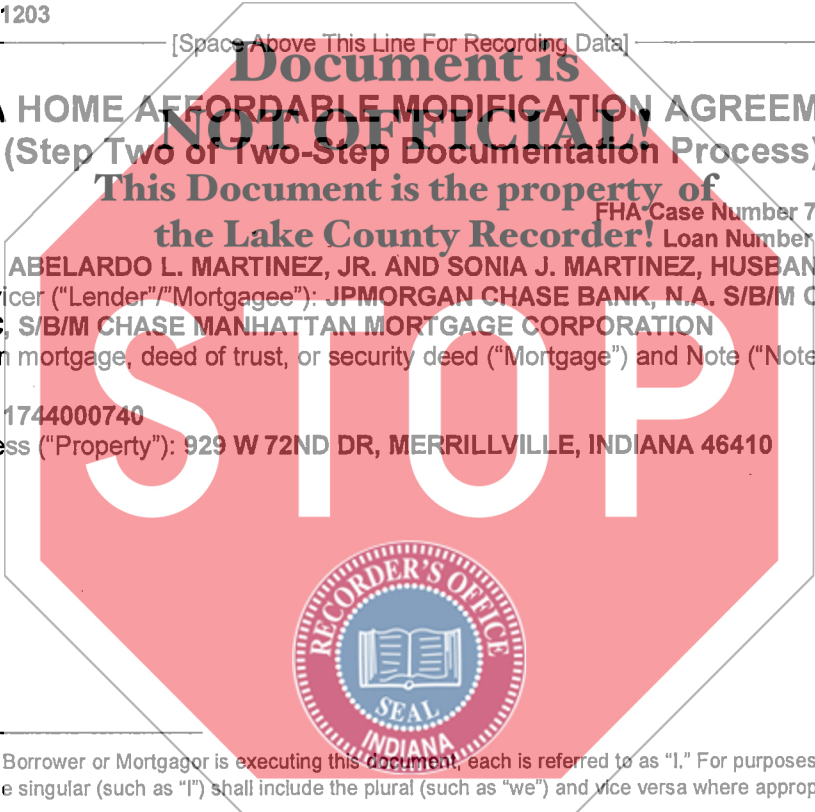 1203
[Space Above This Line For Recording Data]
Document is
HOME AFFORDABLE MODIFICATION AGREEM
NOT OFFICIAL!
(Step Two of Two-Step Documentation Process)
This Document is the property of
FHA Case Number 7
the Lake County Recorder!
Loan Number
ABELARDO L. MARTINEZ, JR. AND SONIA J. MARTINEZ, HUSBAN
icer ("Lender"/"Mortgagee"): JPMORGAN CHASE BANK, N.A. S/B/M C
, S/B/M CHASE MANHATTAN MORTGAGE CORPORATION
n mortgage, deed of trust, or security deed ("Mortgage") and Note ("Note
STOP
1744000740
ess ("Property"): 929 W 72ND DR, MERRILLVILLE, INDIANA 46410
RECORDER'S OFFICE
SEAL
INDIANA
Borrower or Mortgagor is executing this document, each is referred to as "I." For purposes
e singular (such as "I") shall include the plural (such as "we") and vice versa where approp